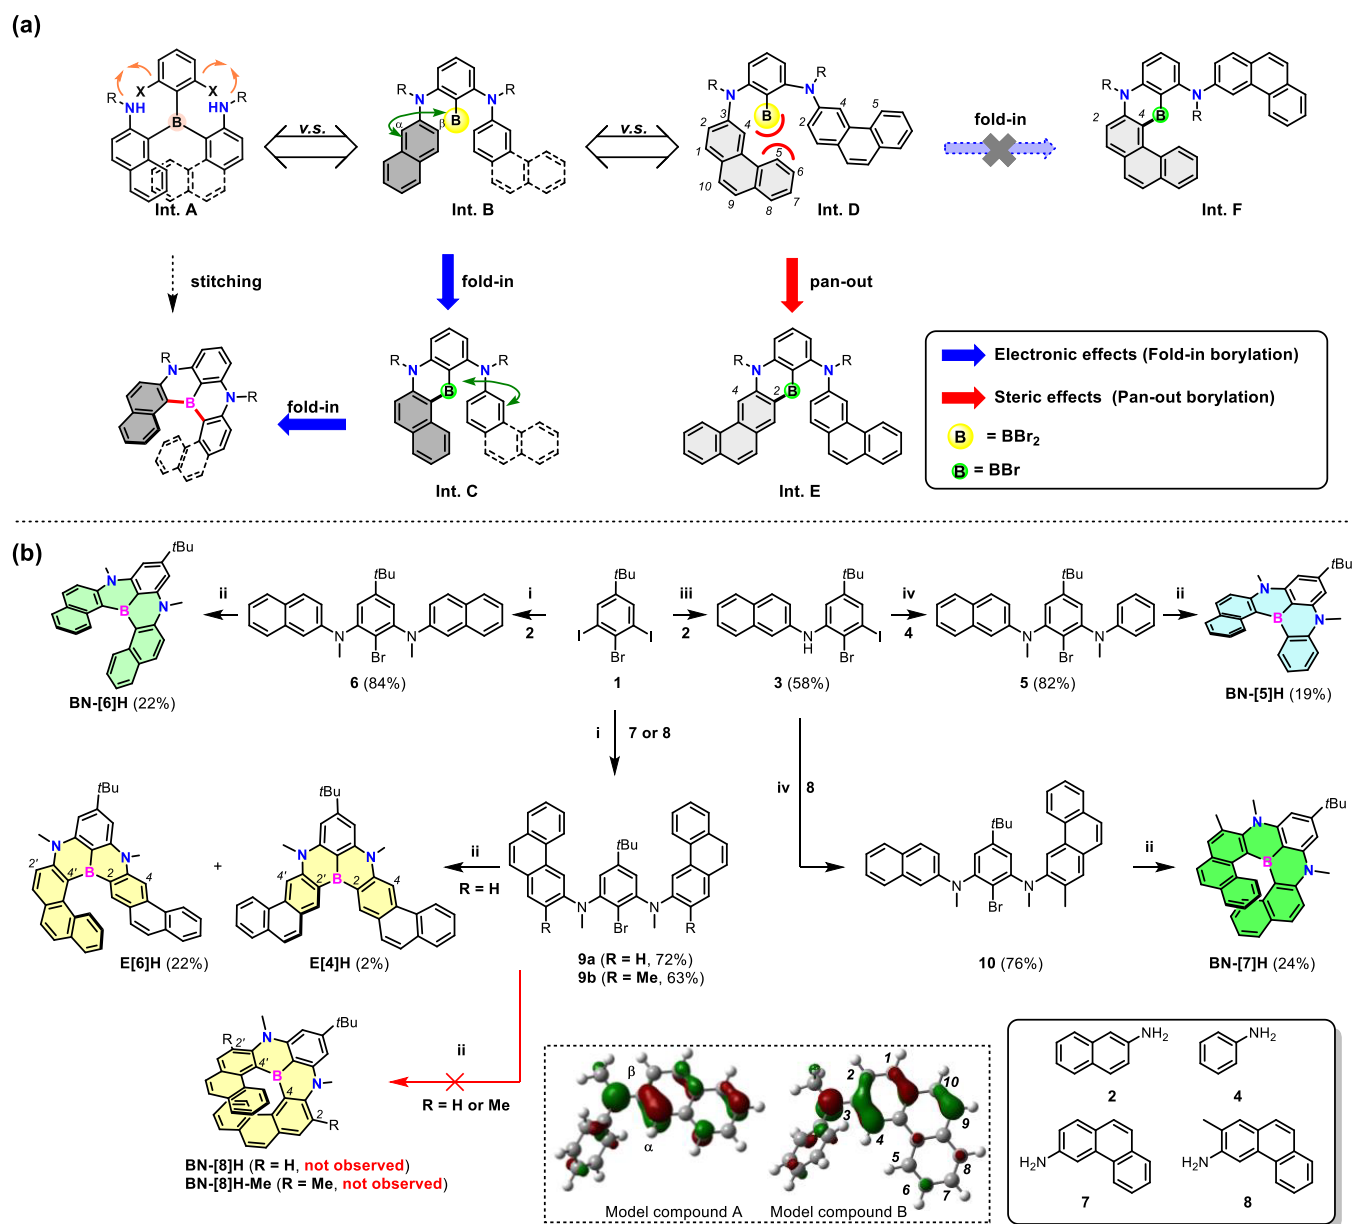 (a)
R
NH
X
X
HN
R
B
Int. A
v.s.
R
N
N
R
α
β
B
Int. B
v.s.
R
N
N
R
3
2
4
B
2
4
5
1
5
6
10
9
8
7
Int. D
fold-in
R
N
N
R
2
4
B
Int. F
stitching
fold-in
pan-out
R
N
N
R
B
fold-in
R
N
N
R
B
Int. C
R
N
N
R
4
2
B
Int. E
Electronic effects (Fold-in borylation)
Steric effects (Pan-out borylation)
B = BBr2
B = BBr
(b)
tBu
N
N
B
BN-[6]H (22%)
ii
tBu
N
Me
Br
N
Me
6 (84%)
i
2
tBu
I
I
Br
1
iii
2
tBu
N
H
Br
I
3 (58%)
iv
4
tBu
N
Me
Br
N
Me
5 (82%)
ii
tBu
N
N
B
BN-[5]H (19%)
i
7 or 8
iv
8
tBu
N
N
2'
4'
B
2
4
E[6]H (22%)
+
tBu
N
N
4'
2'
B
2
4
E[4]H (2%)
ii
R = H
tBu
N
N
R
Br
R
9a (R = H, 72%)
9b (R = Me, 63%)
tBu
N
N
Br
10 (76%)
ii
tBu
N
B
N
BN-[7]H (24%)
tBu
N
R
2'
4'
B
N
4
2
R
ii
R = H or Me
BN-[8]H (R = H, not observed)
BN-[8]H-Me (R = Me, not observed)
β
α
Model compound A
1
2
10
3
4
9
5
8
6
7
Model compound B
NH2
2
NH2
4
NH2
7
NH2
8